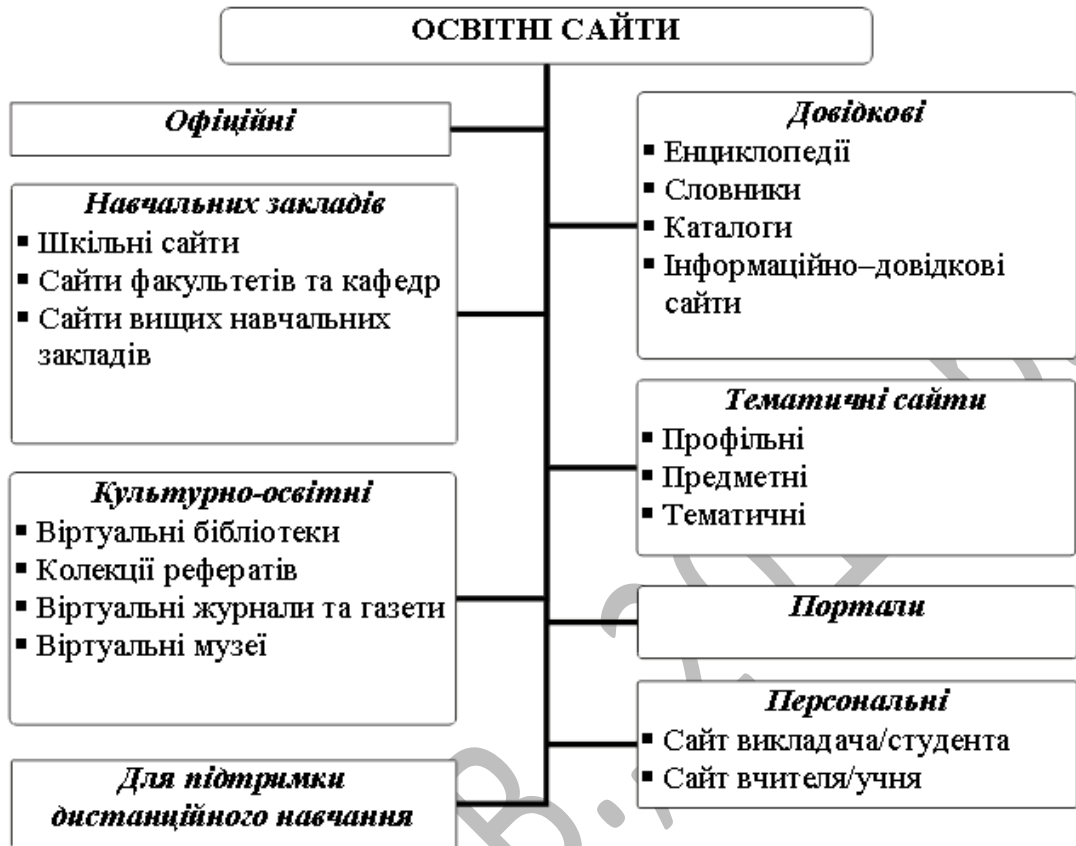 ОСВІТНІ САЙТИ
Офіційні
Навчальних закладів
▪ Шкільні сайти
▪ Сайти факультетів та кафедр
▪ Сайти вищих навчальних
закладів
Культурно-освітні
▪ Віртуальні бібліотеки
▪ Колекції рефератів
▪ Віртуальні журнали та газети
▪ Віртуальні музеї
Для підтримки
дистанційного навчання
Довідкові
▪ Енциклопедії
▪ Словники
▪ Каталоги
▪ Інформаційно–довідкові
сайти
Тематичні сайти
▪ Профільні
▪ Предметні
▪ Тематичні
Портали
Персональні
▪ Сайт викладача/студента
▪ Сайт вчителя/учня